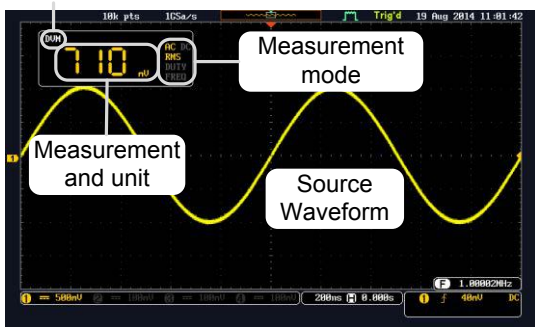 10k pts 1GSa/s Trig'd 19 Aug 2014 11:01:42
DVM
710 mV
AC DC
RMS
DUTY
FREQ
Measurement
mode
Measurement
and unit
Source
Waveform
1
F 1.00002MHz
1 500mV 2 100mV 3 100mV 4 100mV 200ns H 0.000s 1 40mV DC